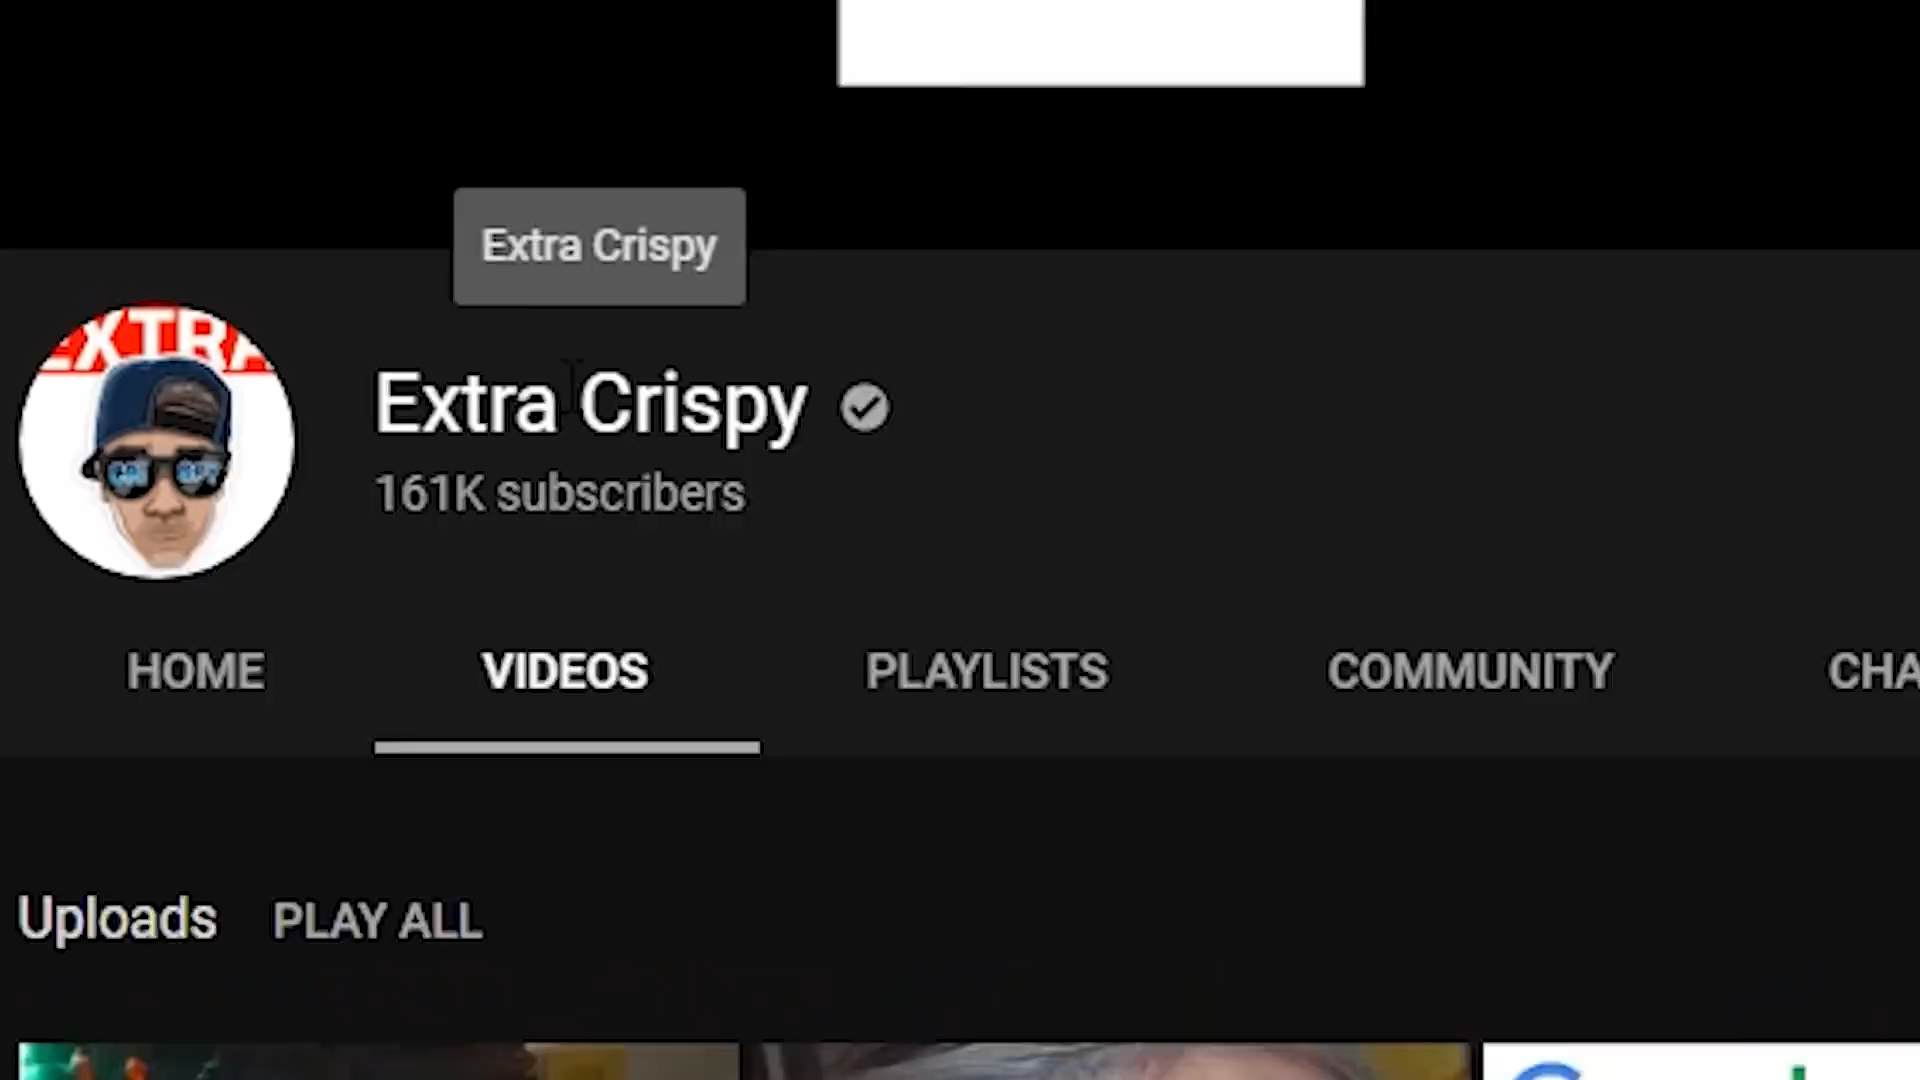 Extra Crispy
EXTRA
Extra Crispy
161K subscribers
HOME VIDEOS PLAYLISTS COMMUNITY CHA
Uploads PLAY ALL